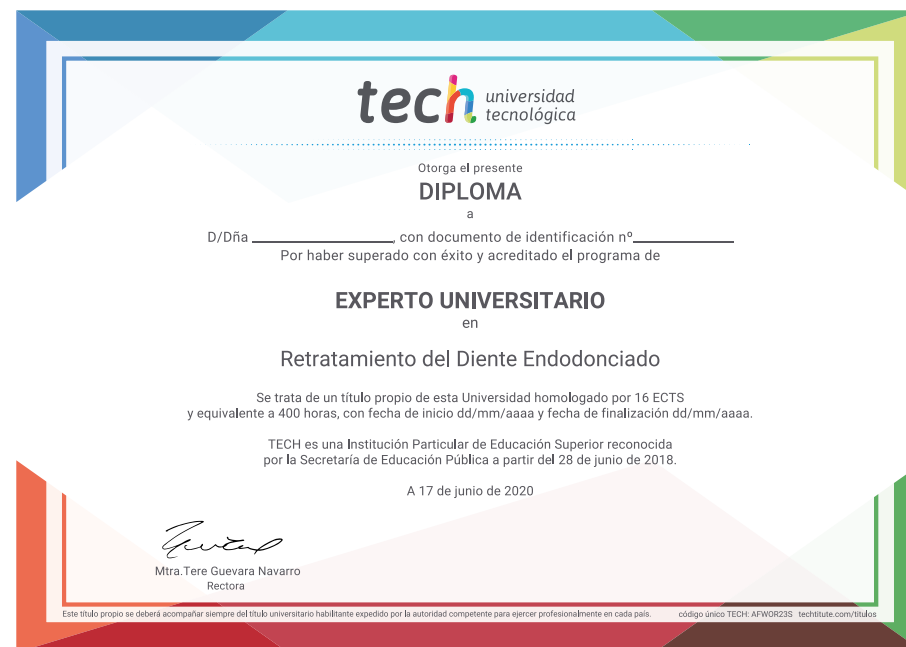 tech universidad
tecnológica
Otorga el presente
DIPLOMA
a
D/Dña ____________________, con documento de identificación nº______________
Por haber superado con éxito y acreditado el programa de
EXPERTO UNIVERSITARIO
en
Retratamiento del Diente Endodonciado
Se trata de un título propio de esta Universidad homologado por 16 ECTS
y equivalente a 400 horas, con fecha de inicio dd/mm/aaaa y fecha de finalización dd/mm/aaaa.
TECH es una Institución Particular de Educación Superior reconocida
por la Secretaría de Educación Pública a partir del 28 de junio de 2018.
A 17 de junio de 2020
Mtra.Tere Guevara Navarro
Rectora
Este título propio se deberá acompañar siempre del título universitario habilitante expedido por la autoridad competente para ejercer profesionalmente en cada país. código único TECH: AFWOR23S techtitute.com/titulos